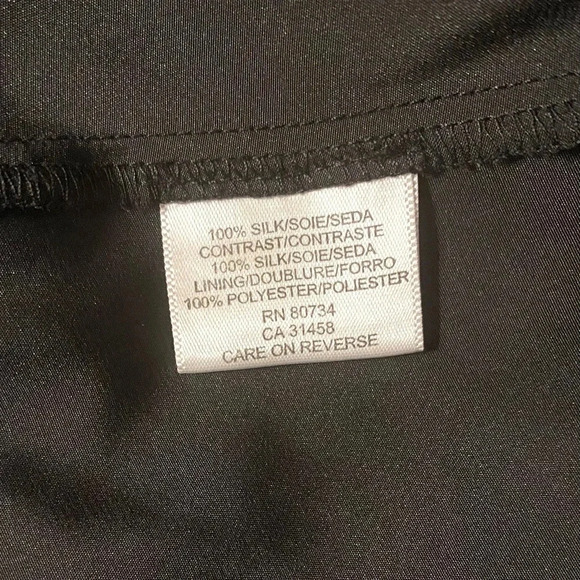 100% SILK/SOIE/SEDA
CONTRAST/CONTRASTE
100% SILK/SOIE/SEDA
LINING/DOUBLURE/FORRO
100% POLYESTER/POLIESTER
RN 80734
CA 31458
CARE ON REVERSE